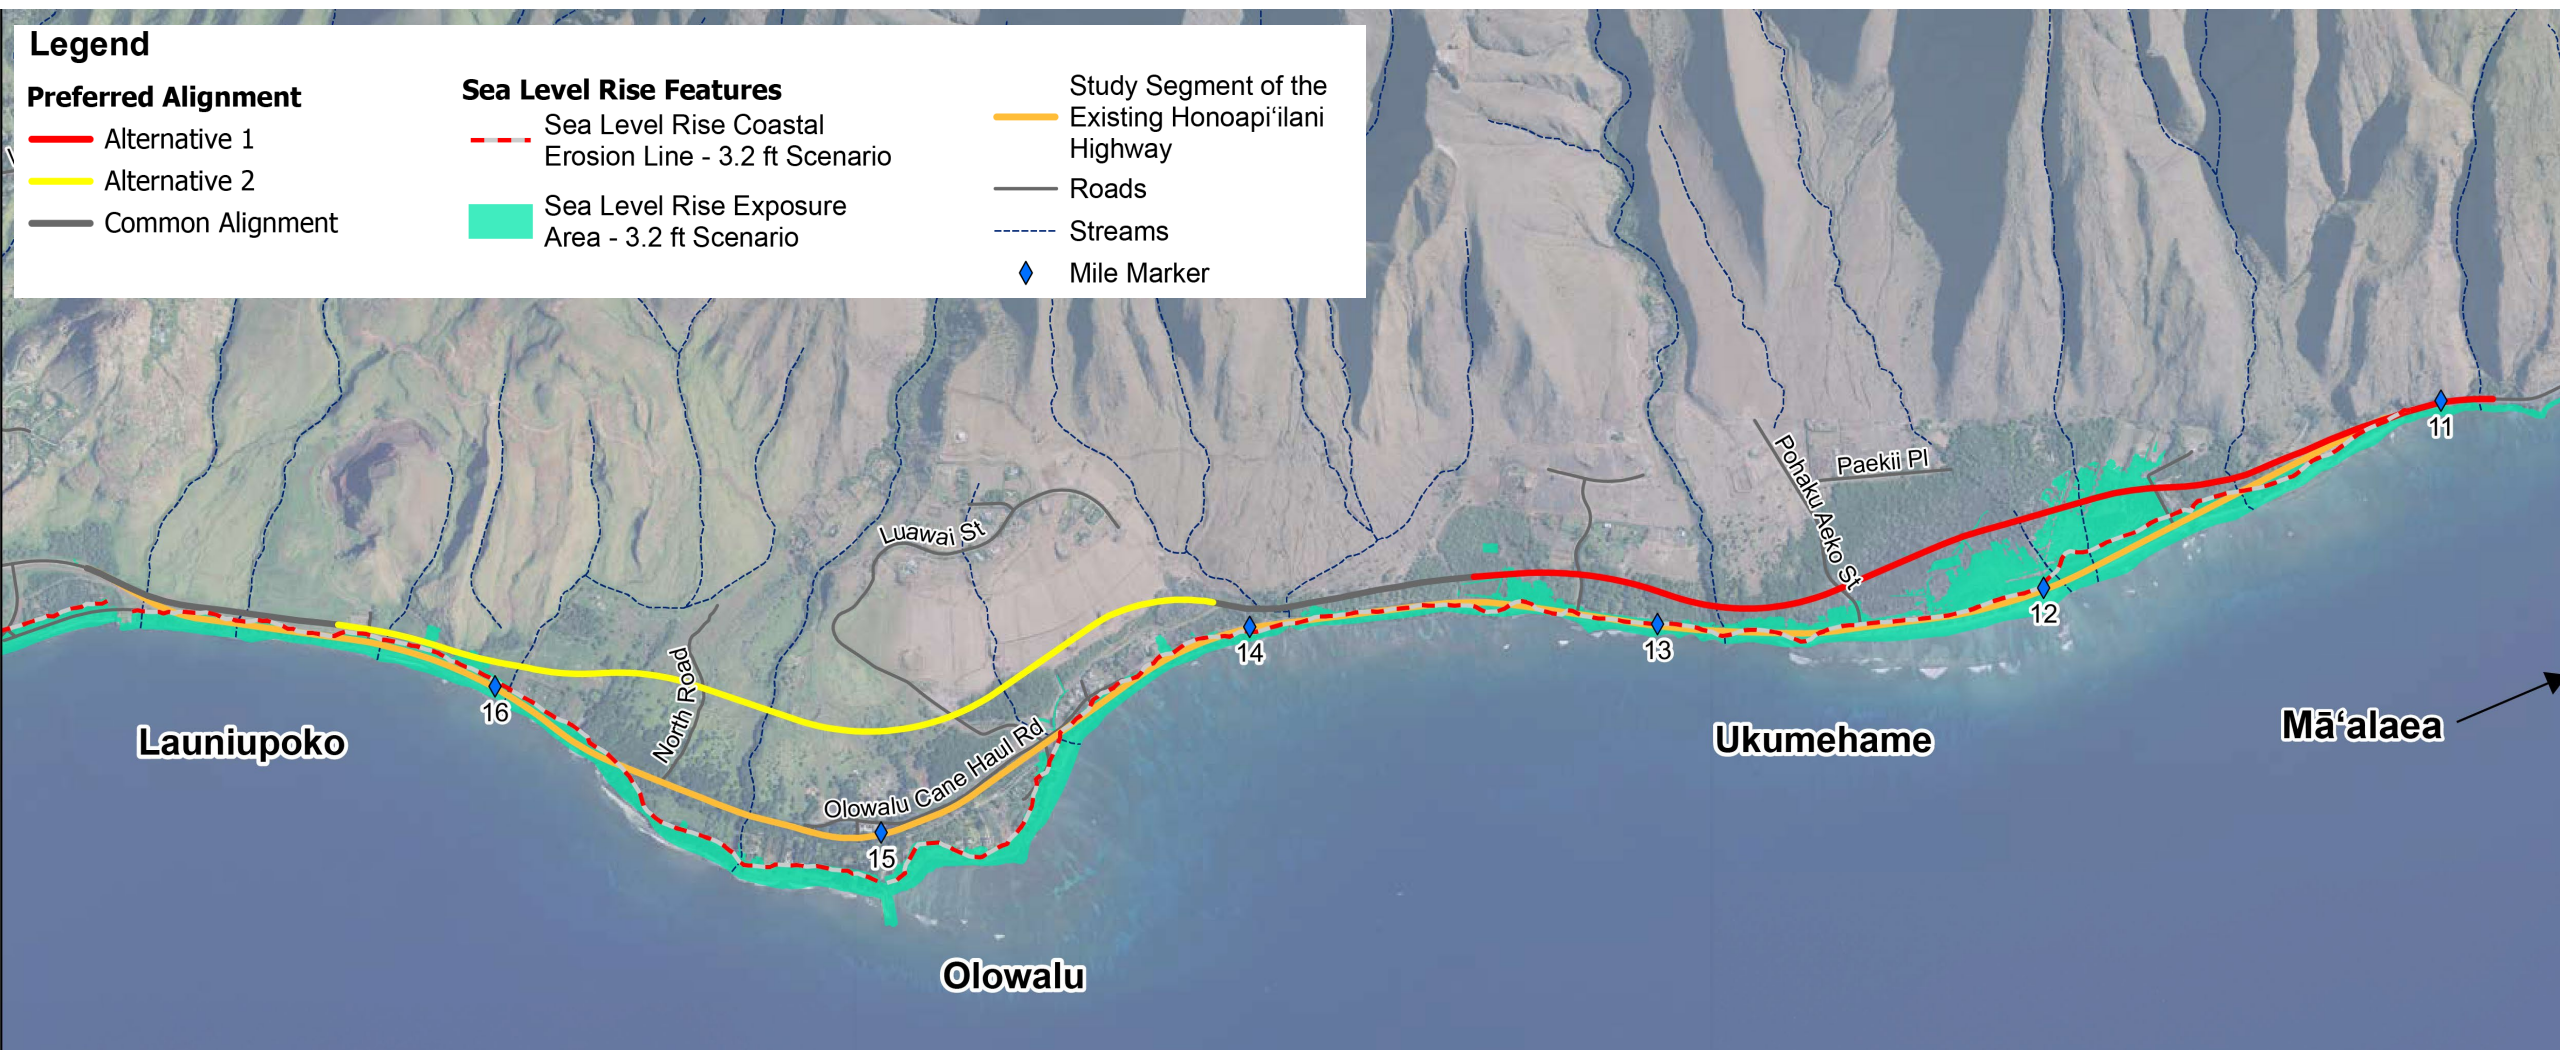 Legend
Preferred Alignment
Alternative 1
Alternative 2
Common Alignment
Sea Level Rise Features
Sea Level Rise Coastal
Erosion Line - 3.2 ft Scenario
Sea Level Rise Exposure
Area - 3.2 ft Scenario
Study Segment of the
Existing Honoapiʻilani
Highway
Roads
Streams
Mile Marker
11
Paekii Pl
Pohaku Aeko St
Luawai St
12
14
13
North Road
16
Olowalu Cane Haul Rd
15
Launiupoko
Ukumehame
Māʻalaea
Olowalu